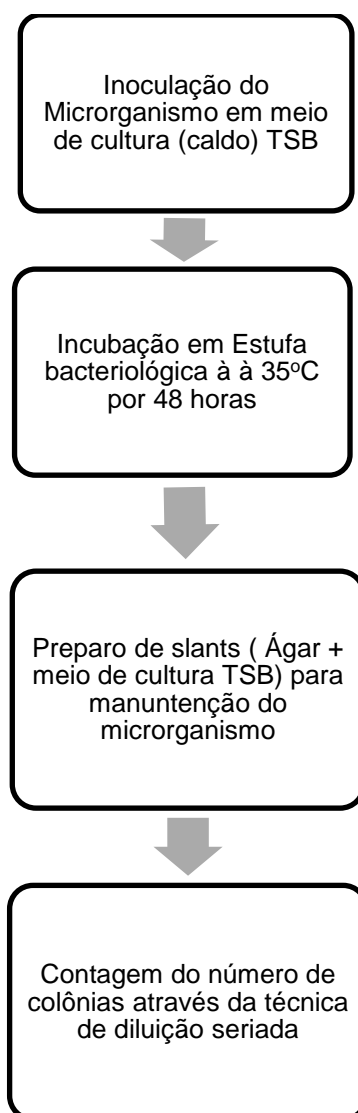 Inoculação do
Microrganismo em meio
de cultura (caldo) TSB
Incubação em Estufa
bacteriológica à à 35ºC
por 48 horas
Preparo de slants ( Ágar +
meio de cultura TSB) para
manuntenção do
microrganismo
Contagem do número de
colônias através da técnica
de diluição seriada